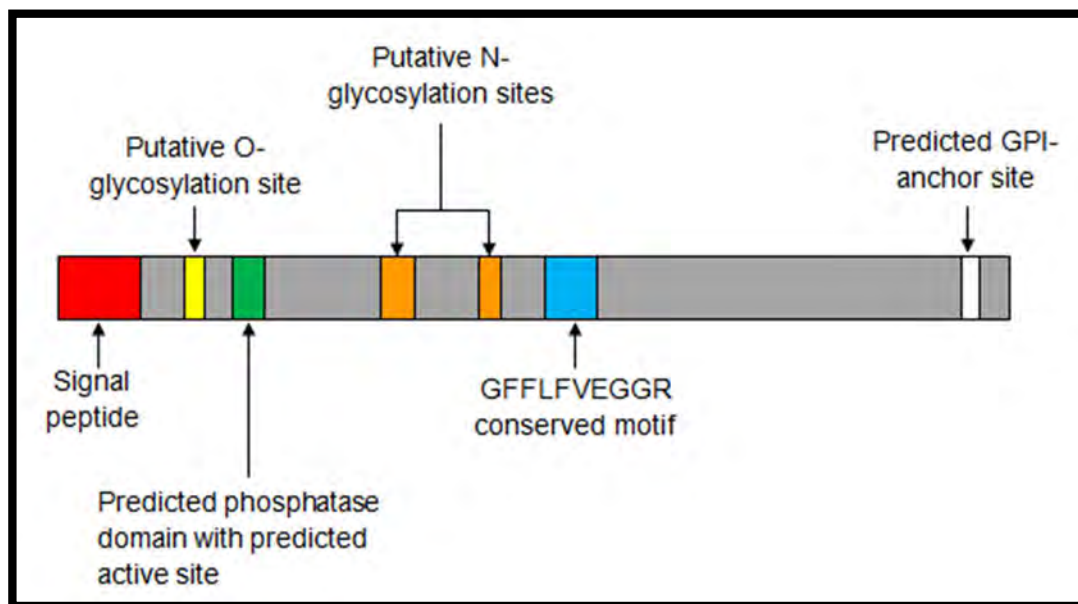 Putative N-
glycosylation sites
Putative O-
glycosylation site
Predicted GPI-
anchor site
Signal
peptide
GFFLFVEGGR
conserved motif
Predicted phosphatase
domain with predicted
active site